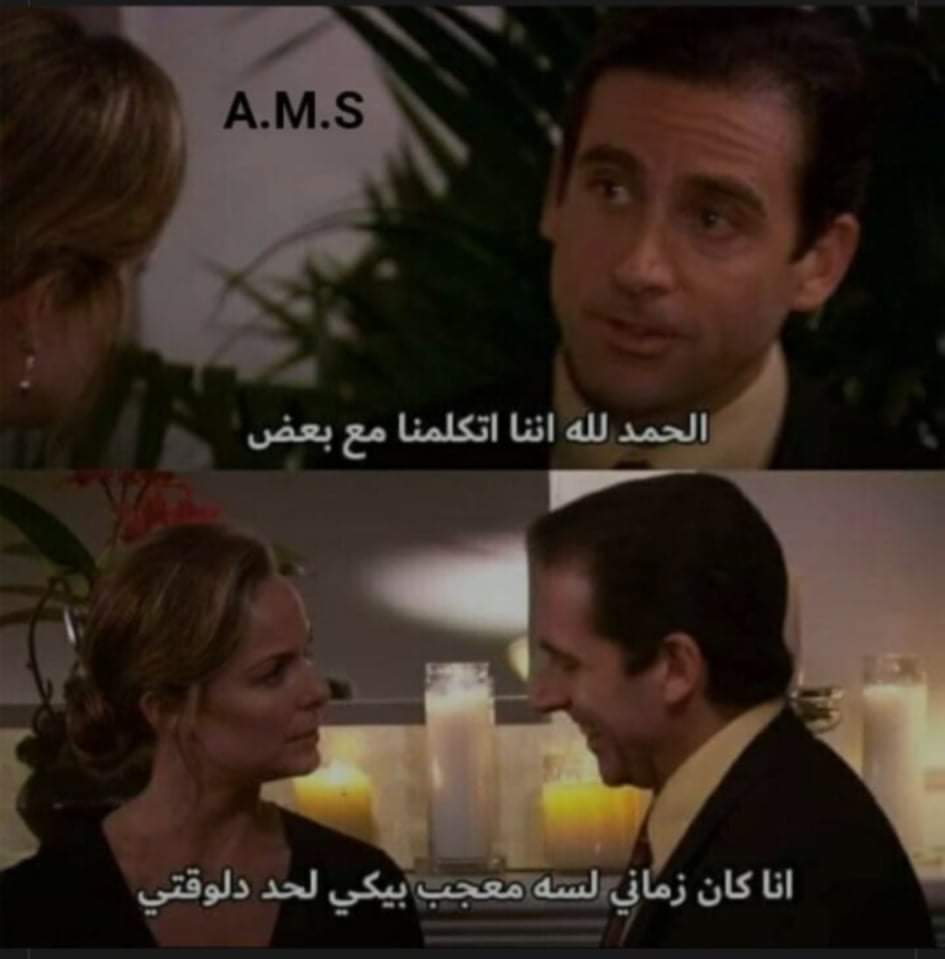 A.M.S
الحمد لله اننا اتكلمنا مع بعض
انا كان زماني لسه معجب بيكي لحد دلوقتي